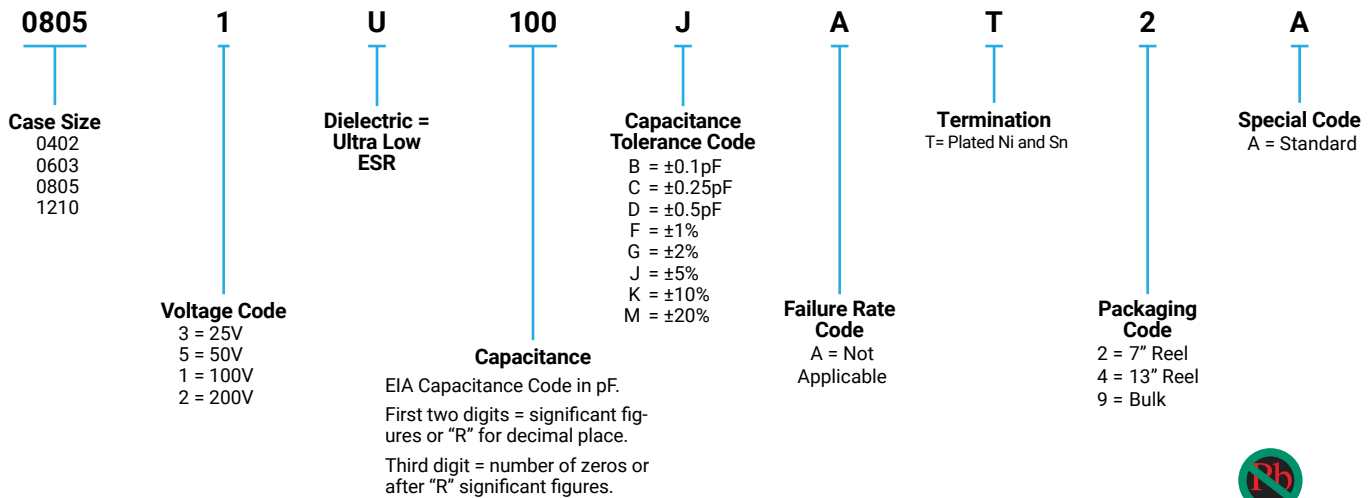 0805 1 U 100 J A T 2 A
Case Size
0402
0603
0805
1210
Voltage Code
3 = 25V
5 = 50V
1 = 100V
2 = 200V
Dielectric =
Ultra Low
ESR
Capacitance
EIA Capacitance Code in pF.
First two digits = significant fig-
ures or “R” for decimal place.
Third digit = number of zeros or
after “R” significant figures.
Capacitance
Tolerance Code
B = ±0.1pF
C = ±0.25pF
D = ±0.5pF
F = ±1%
G = ±2%
J = ±5%
K = ±10%
M = ±20%
Failure Rate
Code
A = Not
Applicable
Termination
T= Plated Ni and Sn
Packaging
Code
2 = 7” Reel
4 = 13” Reel
9 = Bulk
Special Code
A = Standard
Pb